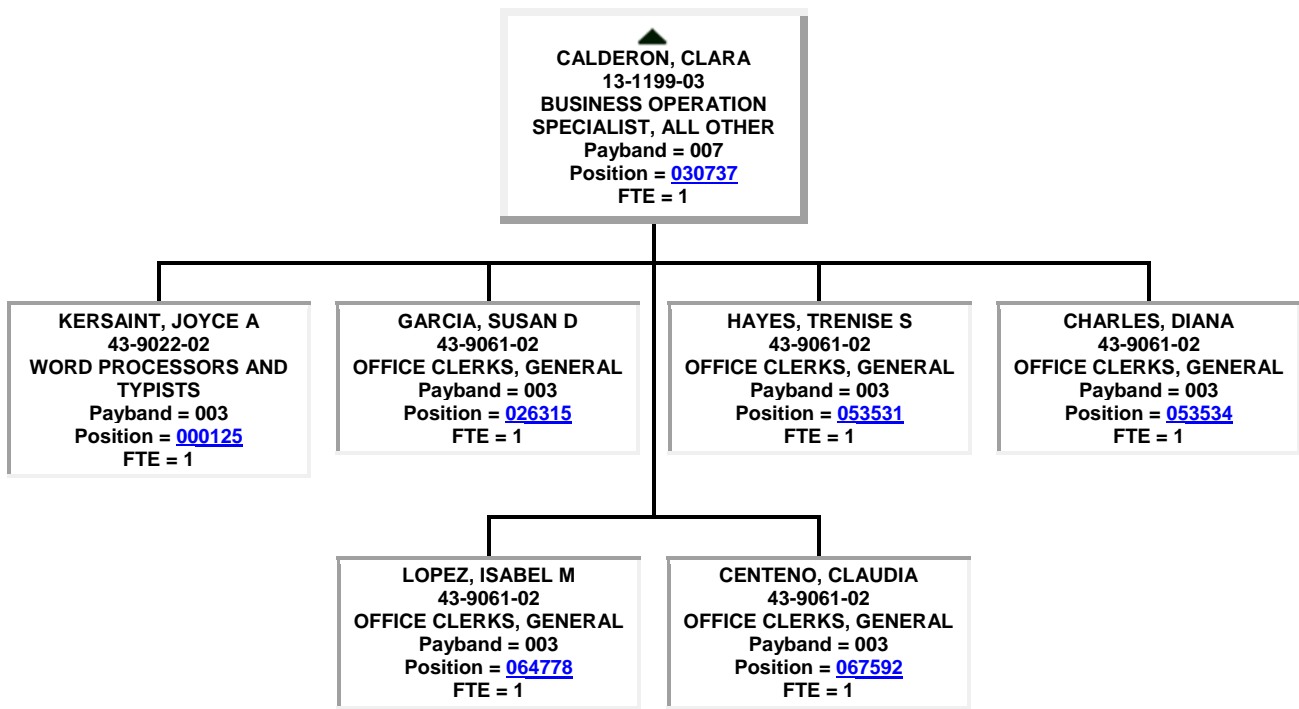 CALDERON, CLARA
13-1199-03
BUSINESS OPERATION
SPECIALIST, ALL OTHER
Payband = 007
Position = 030737
FTE = 1
KERSAINT, JOYCE A
43-9022-02
WORD PROCESSORS AND
TYPISTS
Payband = 003
Position = 000125
FTE = 1
GARCIA, SUSAN D
43-9061-02
OFFICE CLERKS, GENERAL
Payband = 003
Position = 026315
FTE = 1
HAYES, TRENISE S
43-9061-02
OFFICE CLERKS, GENERAL
Payband = 003
Position = 053531
FTE = 1
CHARLES, DIANA
43-9061-02
OFFICE CLERKS, GENERAL
Payband = 003
Position = 053534
FTE = 1
LOPEZ, ISABEL M
43-9061-02
OFFICE CLERKS, GENERAL
Payband = 003
Position = 064778
FTE = 1
CENTENO, CLAUDIA
43-9061-02
OFFICE CLERKS, GENERAL
Payband = 003
Position = 067592
FTE = 1